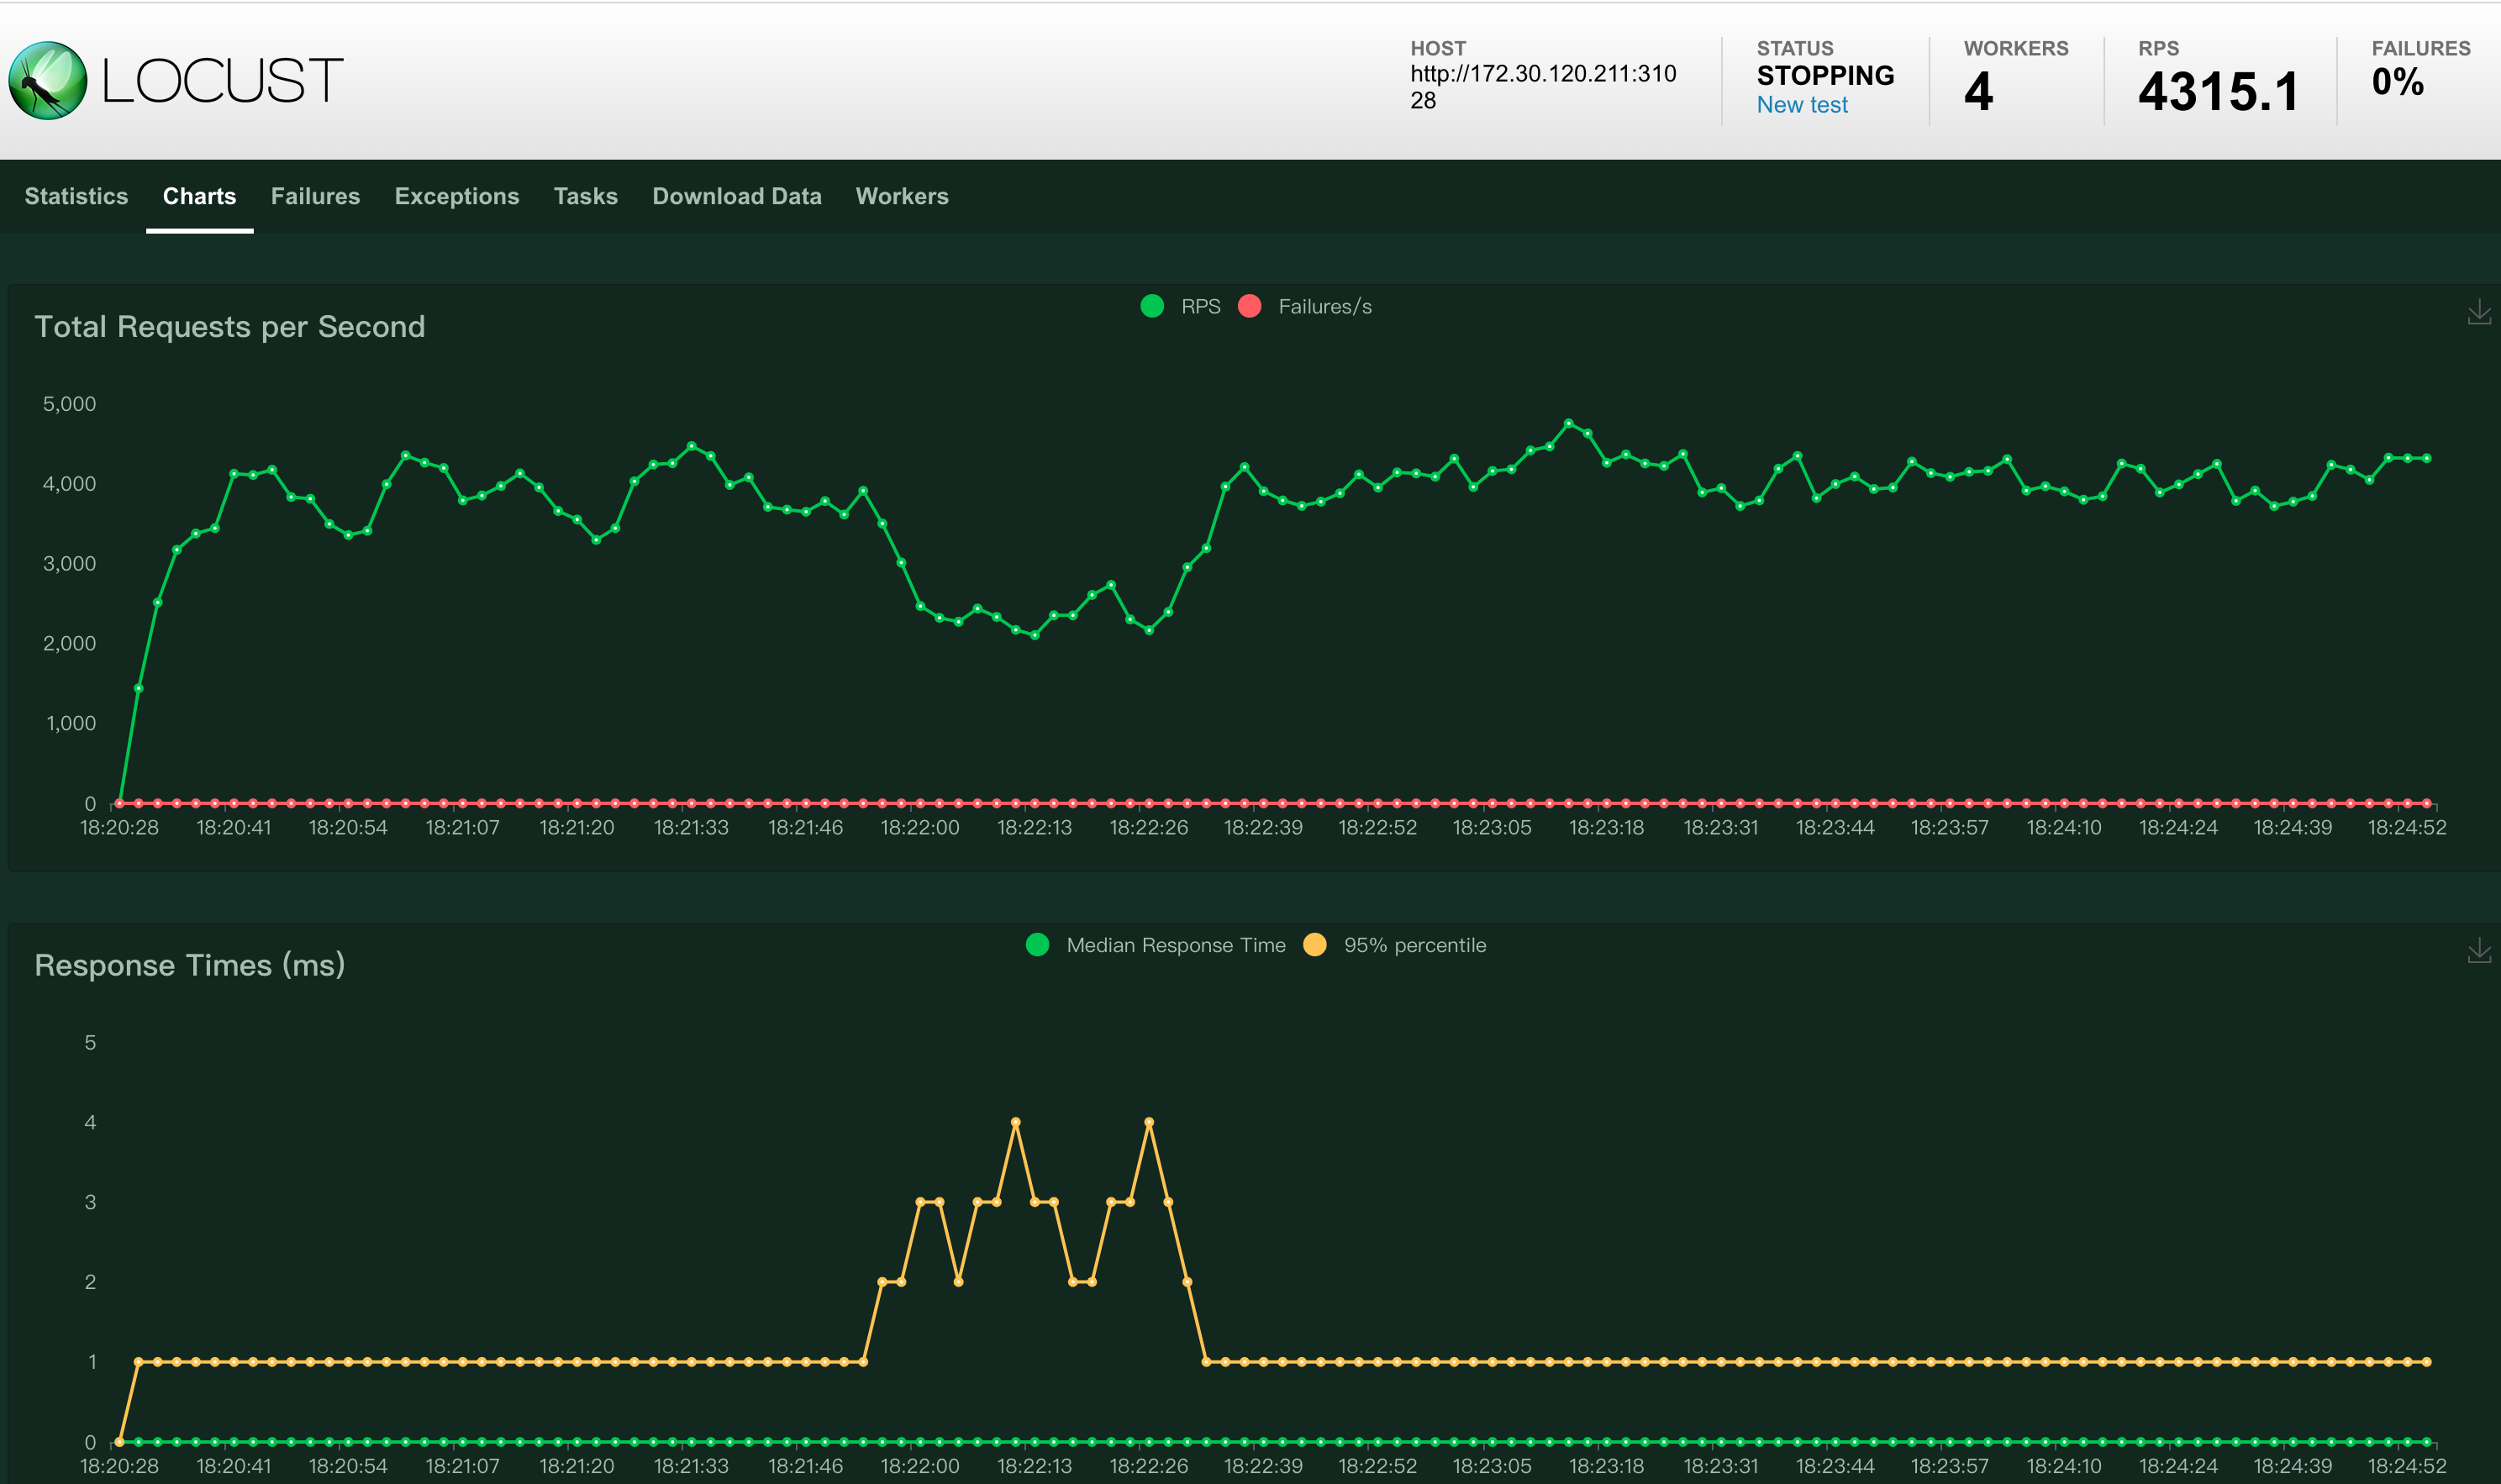 LOCUST
HOST
http://172.30.120.211:310
28
STATUS
STOPPING
New test
WORKERS
4
RPS
4315.1
FAILURES
0%
Statistics Charts Failures Exceptions Tasks Download Data Workers
RPS Failures/s
Total Requests per Second
5,000
4,000
3,000
2,000
1,000
0
18:20:28 18:20:41 18:20:54 18:21:07 18:21:20 18:21:33 18:21:46 18:22:00 18:22:13 18:22:26 18:22:39 18:22:52 18:23:05 18:23:18 18:23:31 18:23:44 18:23:57 18:24:10 18:24:24 18:24:39 18:24:52
Median Response Time 95% percentile
Response Times (ms)
5
4
3
2
1
0
18:20:28 18:20:41 18:20:54 18:21:07 18:21:20 18:21:33 18:21:46 18:22:00 18:22:13 18:22:26 18:22:39 18:22:52 18:23:05 18:23:18 18:23:31 18:23:44 18:23:57 18:24:10 18:24:24 18:24:39 18:24:52